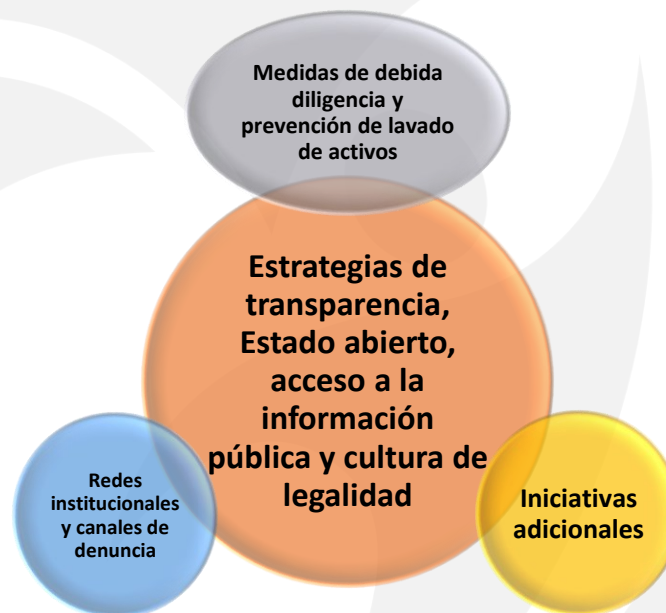 Medidas de debida
diligencia y
prevención de lavado
de activos
Estrategias de
transparencia,
Estado abierto,
acceso a la
información
pública y cultura de
legalidad
Redes
institucionales
y canales de
denuncia
Iniciativas
adicionales